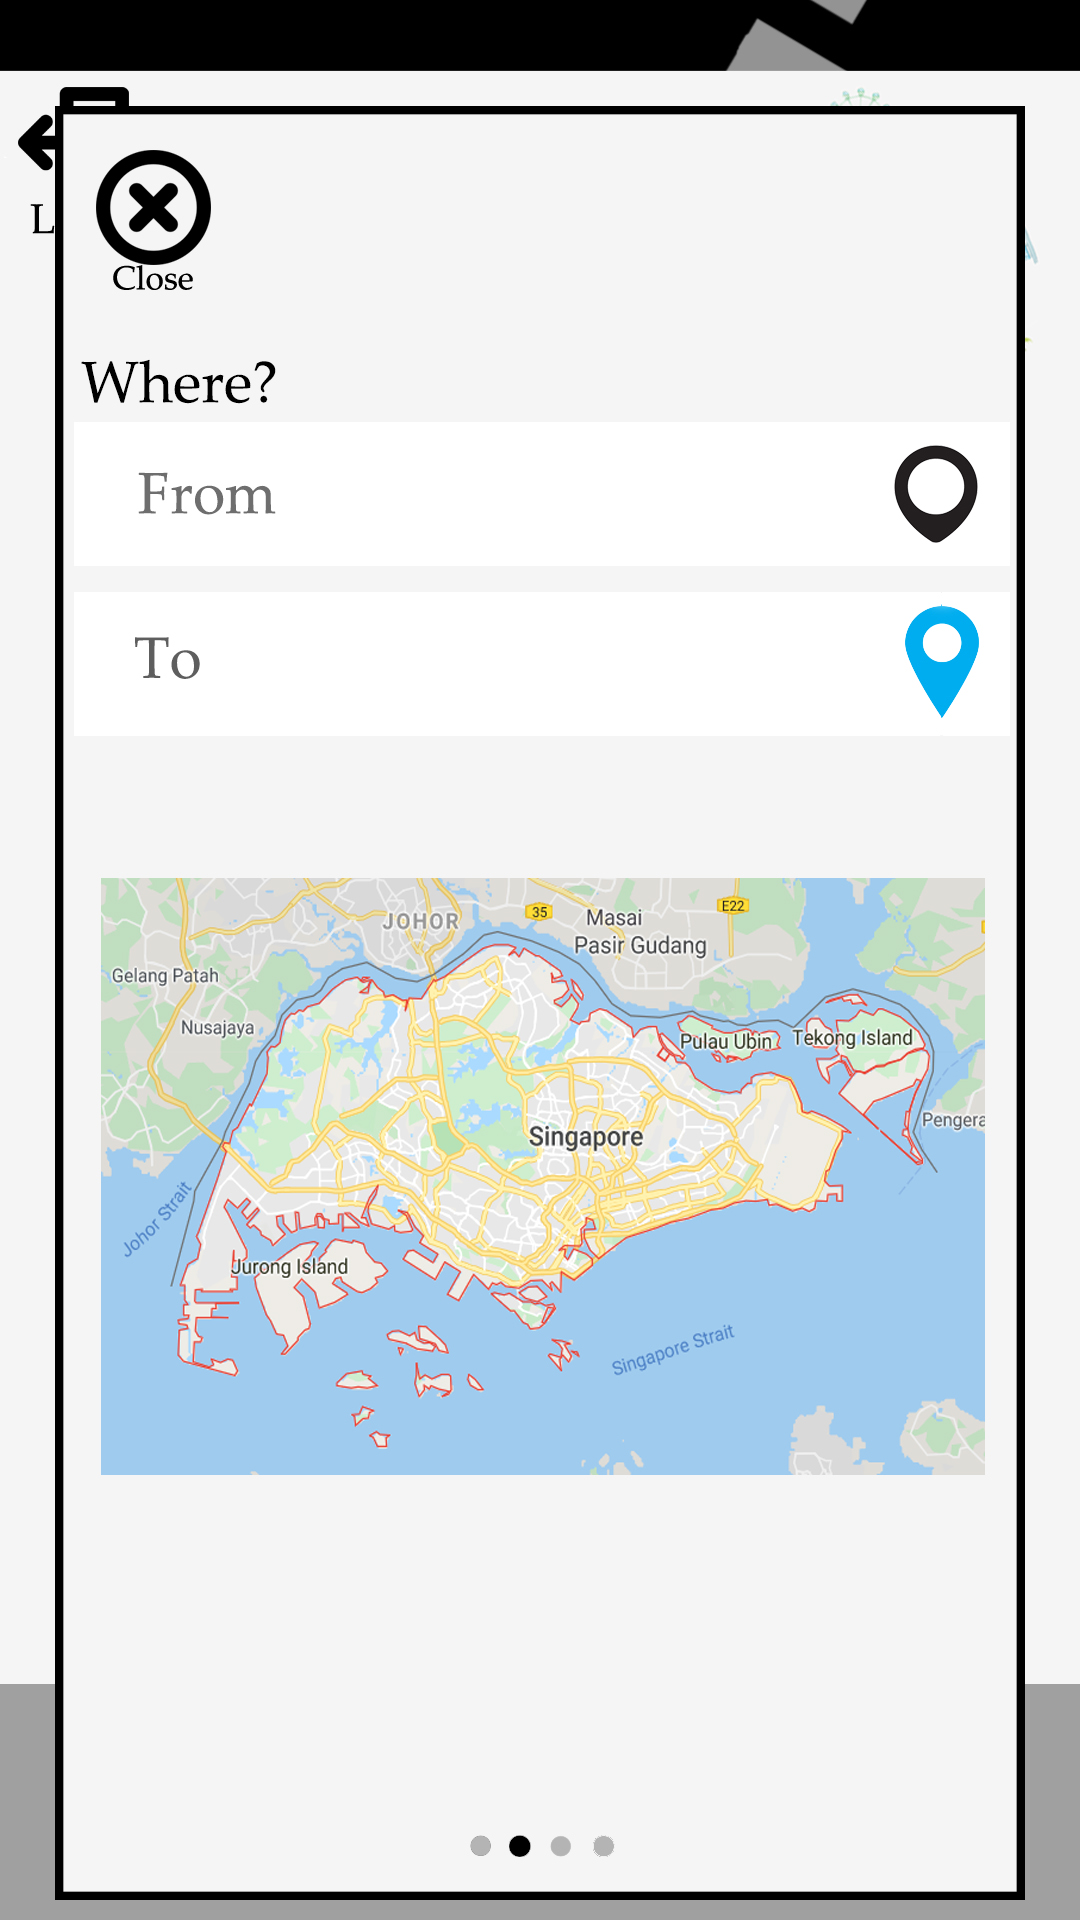 L
Close
Where?
From
To
JOHOR
35
Masai
E22
Pasir Gudang
Gelang Patah
Nusajaya
Pulau Ubin
Tekong Island
Pengera
Singapore
Johor Strait
Jurong Island
Singapore Strait